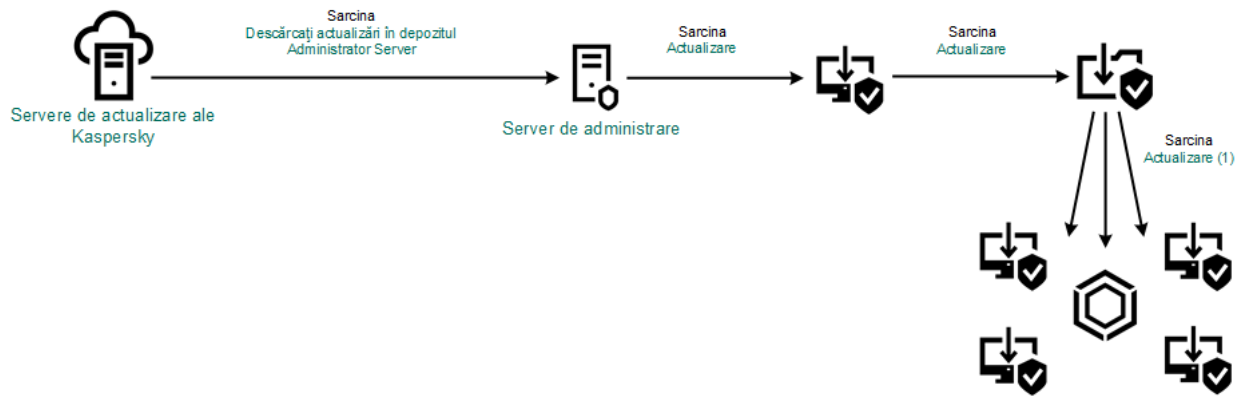 Sarcina
Descărcați actualizări în depozitul
Administrator Server
Servere de actualizare ale
Kaspersky
Server de administrare
Sarcina
Actualizare
Sarcina
Actualizare
Sarcina
Actualizare (1)